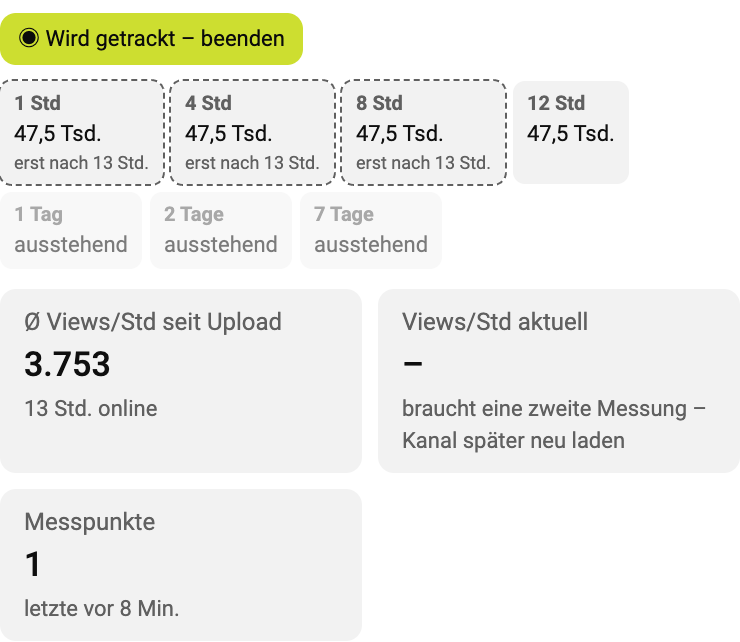 Wird getrackt – beenden
1 Std
47,5 Tsd.
erst nach 13 Std.
4 Std
47,5 Tsd.
erst nach 13 Std.
8 Std
47,5 Tsd.
erst nach 13 Std.
12 Std
47,5 Tsd.
1 Tag
ausstehend
2 Tage
ausstehend
7 Tage
ausstehend
Ø Views/Std seit Upload
3.753
13 Std. online
Views/Std aktuell
–
braucht eine zweite Messung –
Kanal später neu laden
Messpunkte
1
letzte vor 8 Min.